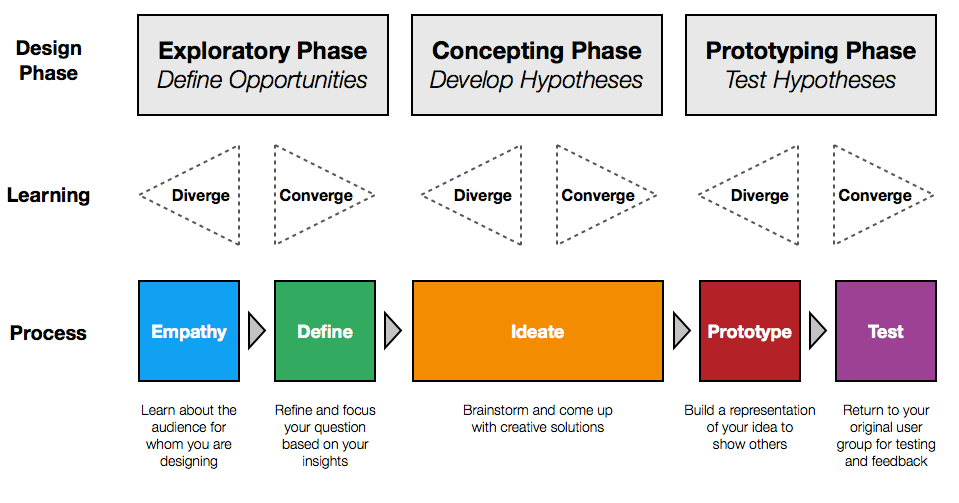 Design
Phase
Exploratory Phase
Define Opportunities
Concepting Phase
Develop Hypotheses
Prototyping Phase
Test Hypotheses
Learning
Diverge
Converge
Diverge
Converge
Diverge
Converge
Process
Empathy
Define
Ideate
Prototype
Test
Learn about the
audience for
whom you are
designing
Refine and focus
your question
based on your
insights
Brainstorm and come up
with creative solutions
Build a representation
of your idea to
show others
Return to your
original user
group for testing
and feedback